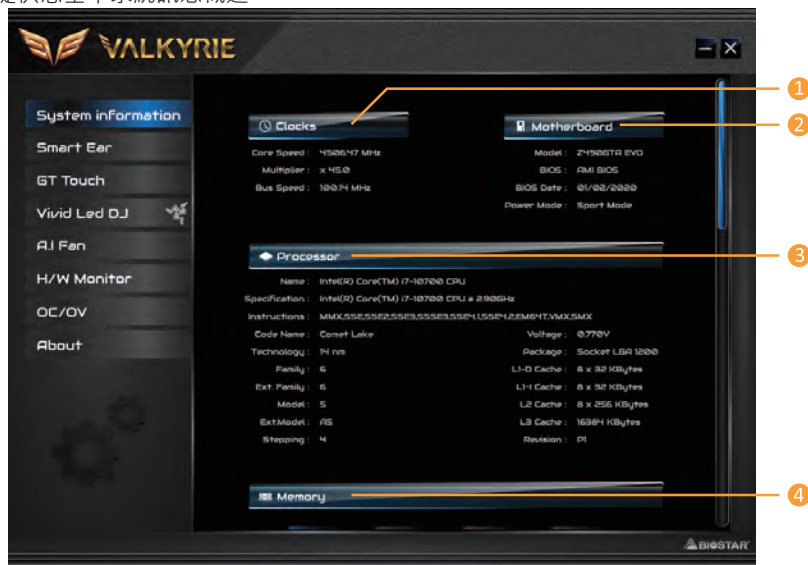 VALKYRIE
System information
Smart Ear
GT Touch
Vivid Led DJ
A.I Fan
H/W Monitor
OC/OV
About
Clocks
Core Speed : 4506.47 MHz
Multiplier : x 45.0
Bus Speed : 100.14 MHz
Motherboard
Model : Z490GTA EVO
BIOS : AMI BIOS
BIOS Date : 01/02/2020
Power Mode : Sport Mode
Processor
Name : Intel(R) Core(TM) i7-10700 CPU
Specification : Intel(R) Core(TM) i7-10700 CPU @ 2.90GHz
Instructions : MMX,SSE,SSE2,SSE3,SSSE3,SSE4.1,SSE4.2,EM64T,VMX,SMX
Code Name : Comet Lake
Technology : 14 nm
Family : 6
Ext. Family : 6
Model : 5
Ext.Model : A5
Stepping : 4
Voltage : 0.770V
Package : Socket LGA 1200
L1-D Cache : 8 x 32 KBytes
L1-I Cache : 8 x 32 KBytes
L2 Cache : 8 x 256 KBytes
L3 Cache : 16384 KBytes
Revision : P1
Memory
BIOSTAR
1
2
3
4